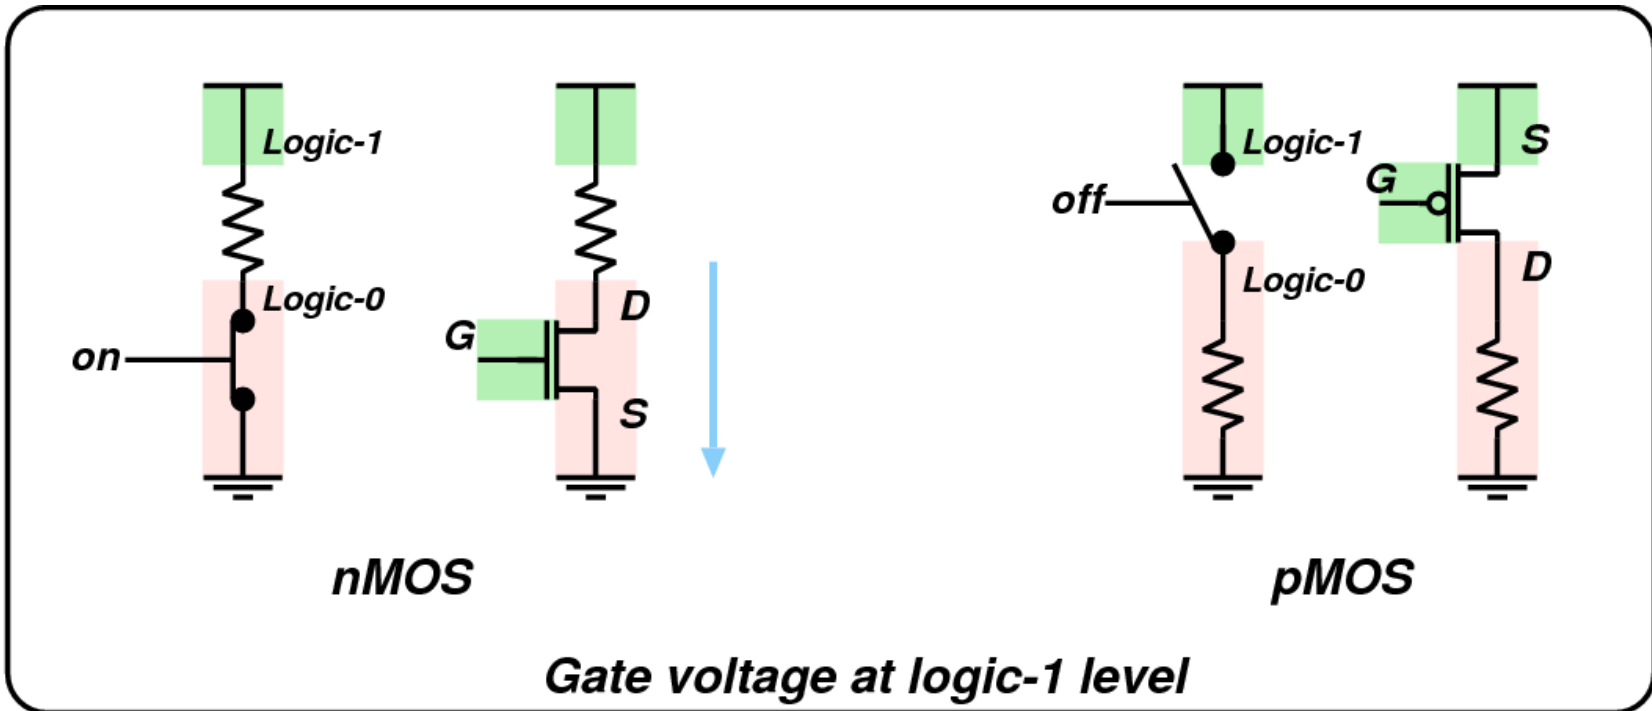 Logic-1
Logic-0
on
G
D
S
nMOS
Logic-1
off
Logic-0
G
S
D
pMOS
Gate voltage at logic-1 level